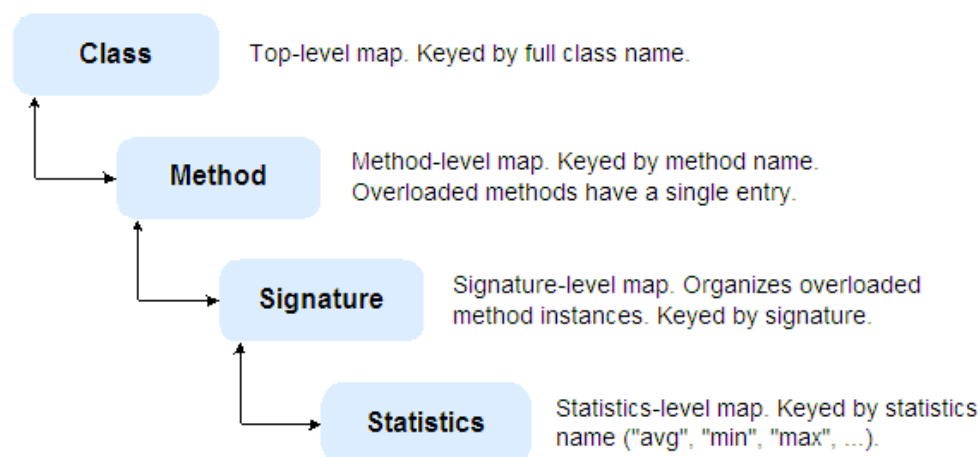 Class
Top-level map. Keyed by full class name.
Method
Method-level map. Keyed by method name.
Overloaded methods have a single entry.
Signature
Signature-level map. Organizes overloaded
method instances. Keyed by signature.
Statistics
Statistics-level map. Keyed by statistics
name ("avg", "min", "max", ...).